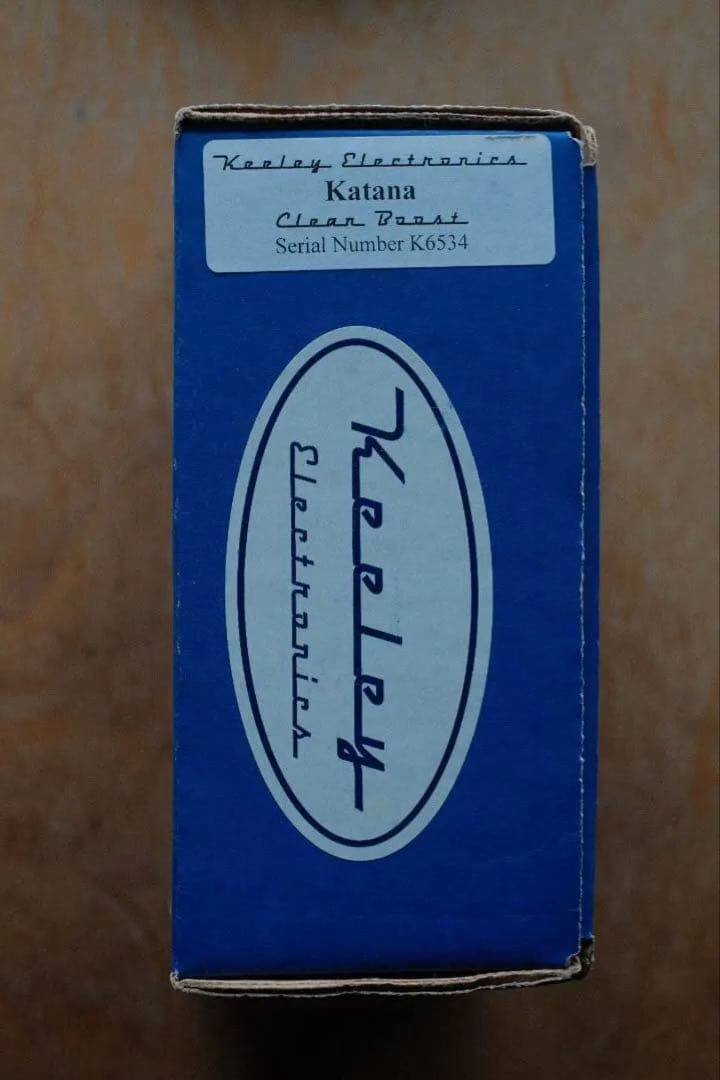 Keeley Electronics
Katana
Clean Boost
Serial Number K6534
Keeley
Electronics